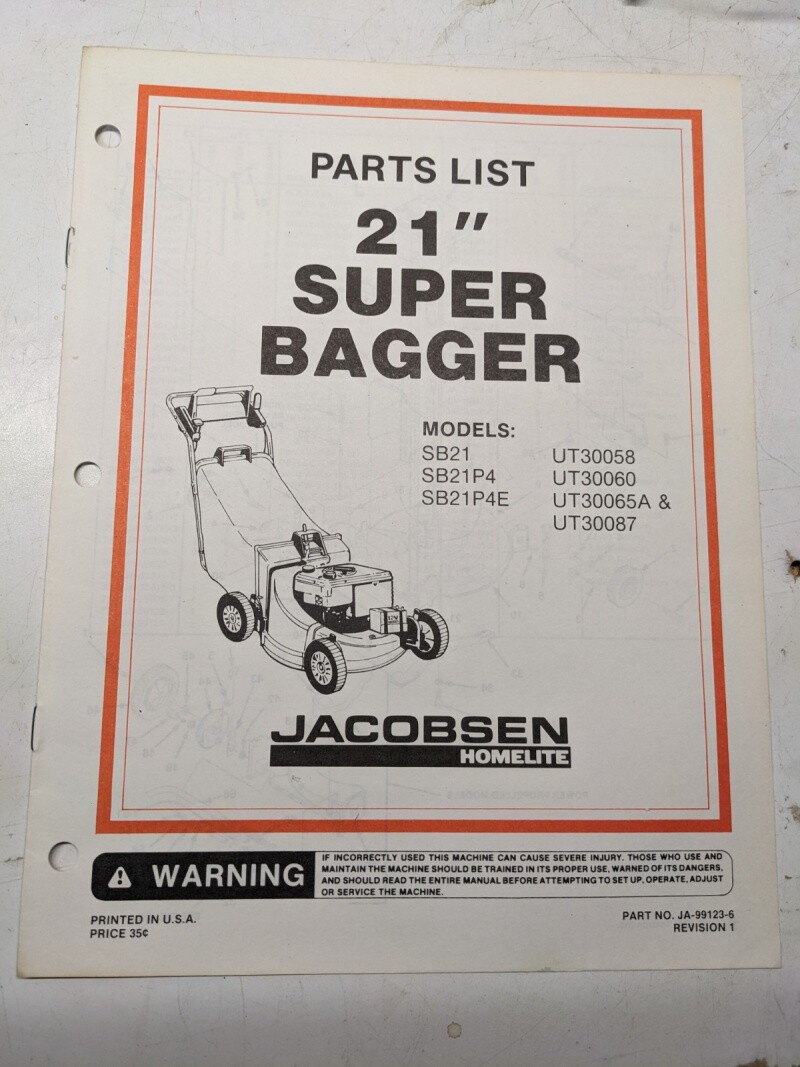 PARTS LIST
21"
SUPER
BAGGER
MODELS:
SB21 UT30058
SB21P4 UT30060
SB21P4E UT30065A &
UT30087
JACOBSEN
HOMELITE
WARNING
IF INCORRECTLY USED THIS MACHINE CAN CAUSE SEVERE INJURY. THOSE WHO USE AND
MAINTAIN THE MACHINE SHOULD BE TRAINED IN ITS PROPER USE, WARNED OF ITS DANGERS,
AND SHOULD READ THE ENTIRE MANUAL BEFORE ATTEMPTING TO SET UP, OPERATE, ADJUST
OR SERVICE THE MACHINE.
PRINTED IN U.S.A.
PRICE 35¢
PART NO. JA-99123-6
REVISION 1